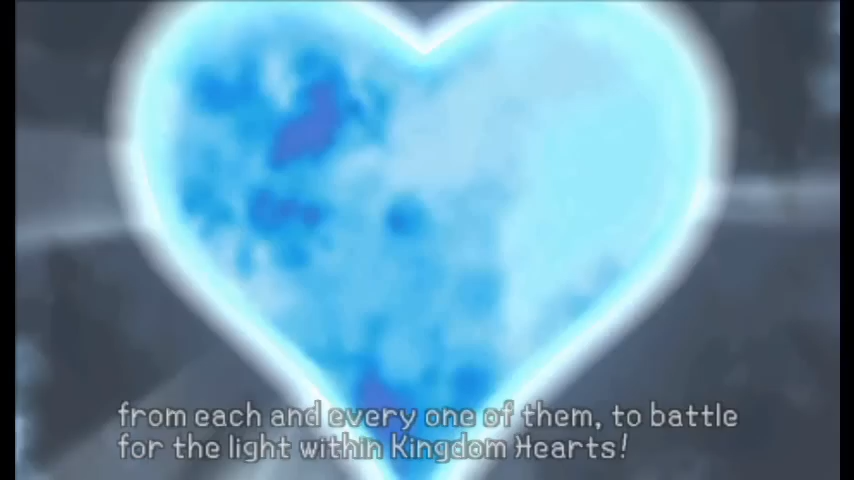 from each and every one of them, to battle
for the light within Kingdom Hearts!